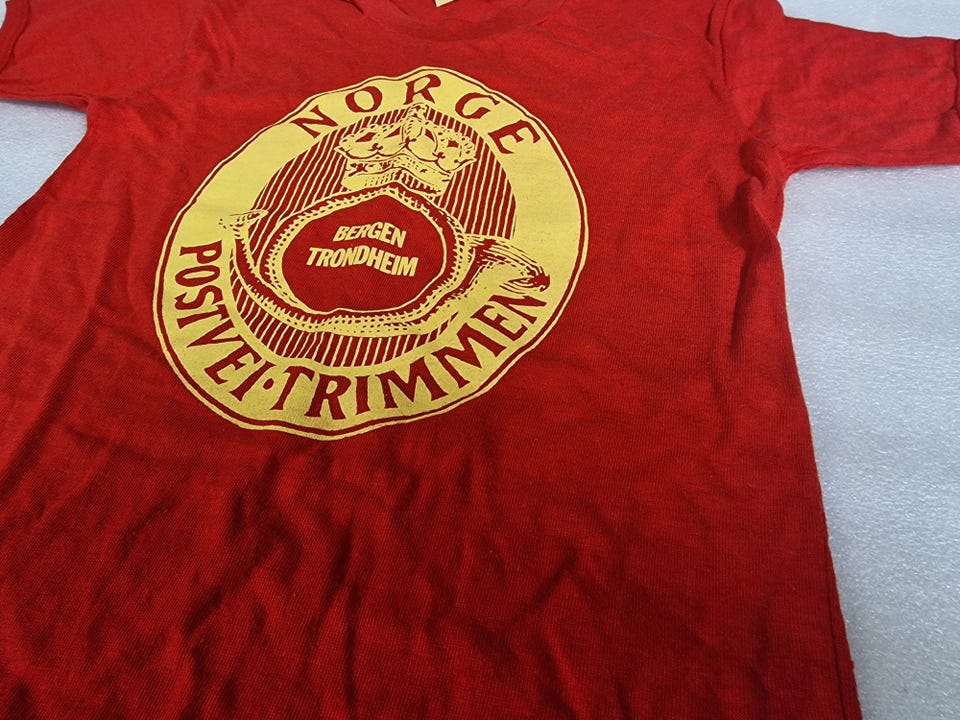 NORGE
BERGEN
TRONDHEIM
POSTVEI·TRIMMEN